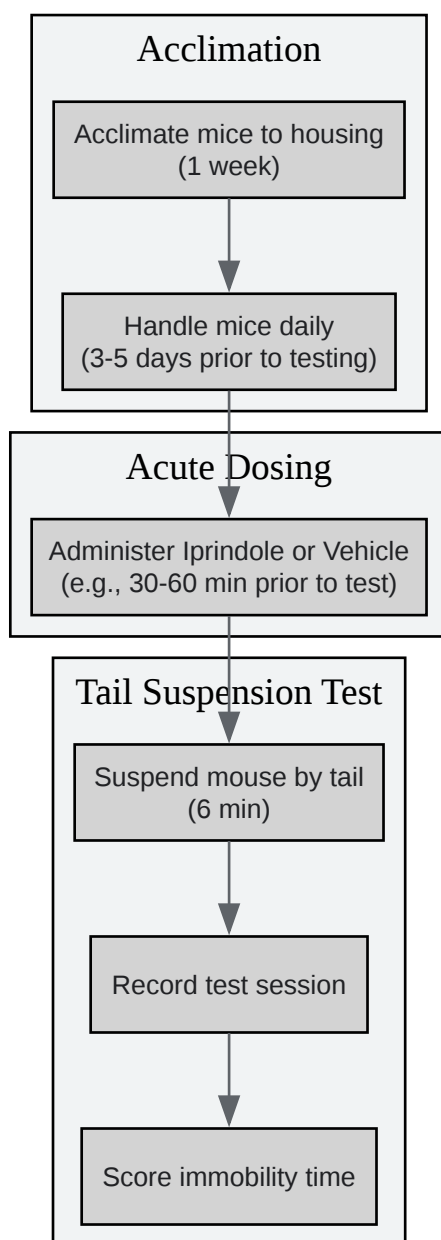 Acclimation
Acclimate mice to housing
(1 week)
Handle mice daily
(3-5 days prior to testing)
Acute Dosing
Administer Iprindole or Vehicle
(e.g., 30-60 min prior to test)
Tail Suspension Test
Suspend mouse by tail
(6 min)
Record test session
Score immobility time